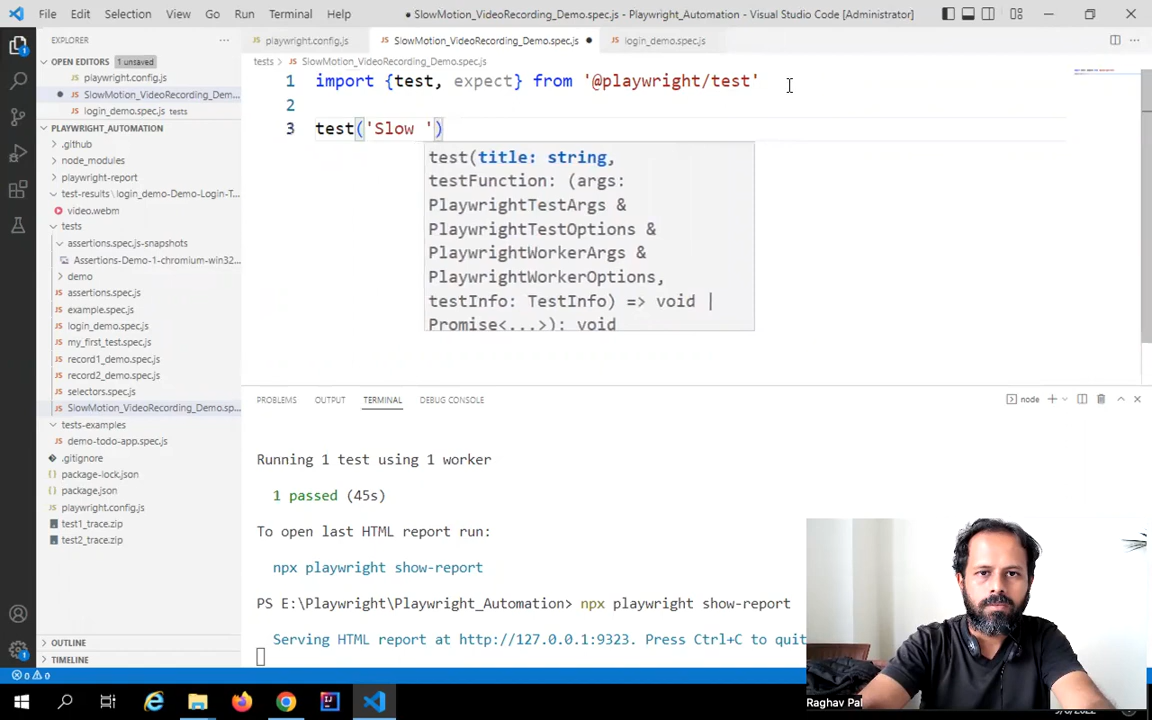 File Edit Selection View Go Run Terminal Help
● SlowMotion_VideoRecording_Demo.spec.js - Playwright_Automation - Visual Studio Code [Administrator]
EXPLORER
OPEN EDITORS 1 unsaved
playwright.config.js
SlowMotion_VideoRecording_Dem...
login_demo.spec.js tests
PLAYWRIGHT_AUTOMATION
.github
node_modules
playwright-report
test-results \ login_demo-Demo-Login-T...
video.webm
tests
assertions.spec.js-snapshots
Assertions-Demo-1-chromium-win32...
demo
assertions.spec.js
example.spec.js
login_demo.spec.js
my_first_test.spec.js
record1_demo.spec.js
record2_demo.spec.js
selectors.spec.js
SlowMotion_VideoRecording_Demo.sp...
tests-examples
demo-todo-app.spec.js
.gitignore
package-lock.json
package.json
playwright.config.js
test1_trace.zip
test2_trace.zip
OUTLINE
TIMELINE
playwright.config.js
SlowMotion_VideoRecording_Demo.spec.js ●
login_demo.spec.js
tests > JS SlowMotion_VideoRecording_Demo.spec.js
1 import {test, expect} from '@playwright/test'
2
3 test('Slow ')
test(title: string,
testFunction: (args:
PlaywrightTestArgs &
PlaywrightTestOptions &
PlaywrightWorkerArgs &
PlaywrightWorkerOptions,
testInfo: TestInfo) => void |
Promise<...>): void
PROBLEMS OUTPUT TERMINAL DEBUG CONSOLE
node
Running 1 test using 1 worker
1 passed (45s)
To open last HTML report run:
npx playwright show-report
PS E:\Playwright\Playwright_Automation> npx playwright show-report
Serving HTML report at http://127.0.0.1:9323. Press Ctrl+C to quit
0 0
Raghav Pal